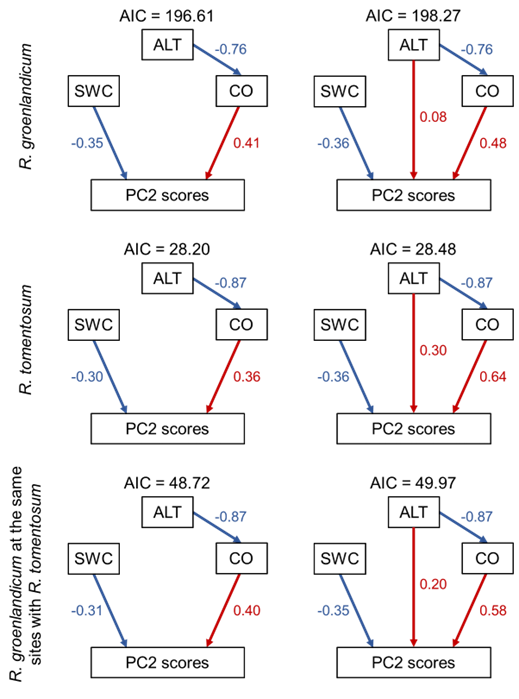 R. groenlandicum
AIC = 196.61
ALT
-0.76
SWC
CO
-0.35
0.41
PC2 scores
AIC = 198.27
ALT
-0.76
SWC
CO
0.08
-0.36
0.48
PC2 scores
R. tomentosum
AIC = 28.20
ALT
-0.87
SWC
CO
-0.30
0.36
PC2 scores
AIC = 28.48
ALT
-0.87
SWC
CO
0.30
-0.36
0.64
PC2 scores
R. groenlandicum at the same
sites with R. tomentosum
AIC = 48.72
ALT
-0.87
SWC
CO
-0.31
0.40
PC2 scores
AIC = 49.97
ALT
-0.87
SWC
CO
0.20
-0.35
0.58
PC2 scores